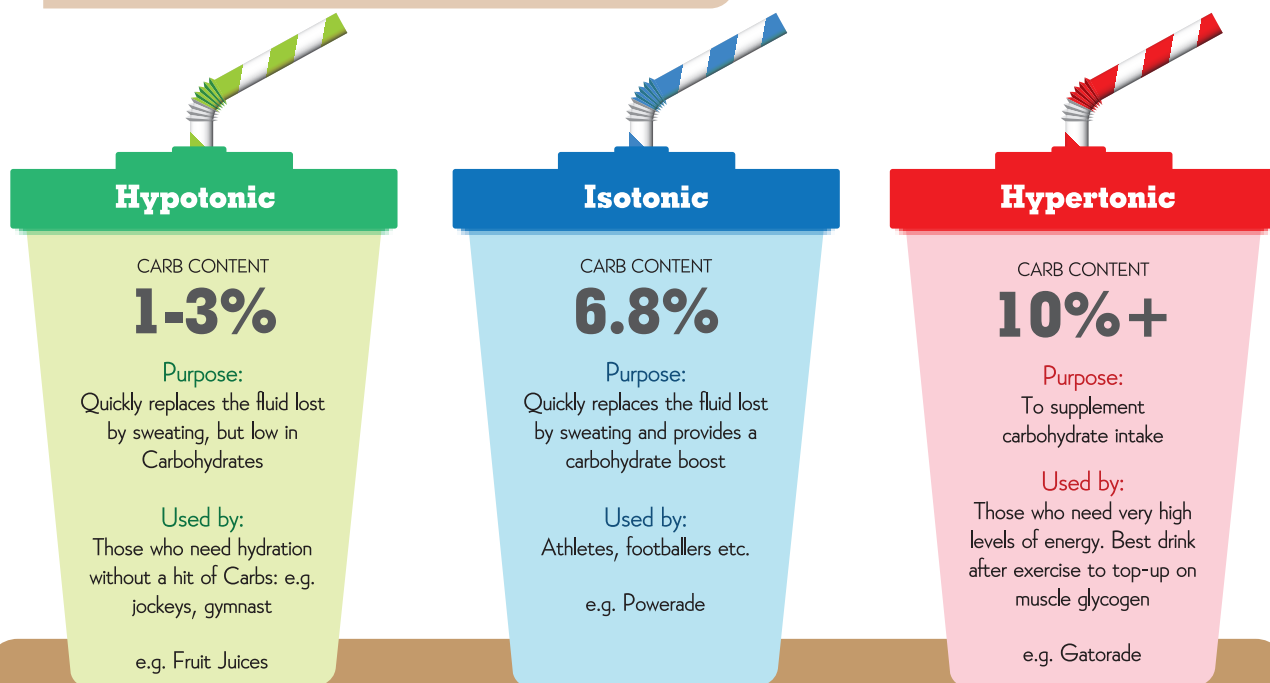 Hypotonic
CARB CONTENT
1-3%
Purpose:
Quickly replaces the fluid lost
by sweating, but low in
Carbohydrates
Used by:
Those who need hydration
without a hit of Carbs: e.g.
jockeys, gymnast
e.g. Fruit Juices
Isotonic
CARB CONTENT
6.8%
Purpose:
Quickly replaces the fluid lost
by sweating and provides a
carbohydrate boost
Used by:
Athletes, footballers etc.
e.g. Powerade
Hypertonic
CARB CONTENT
10%+
Purpose:
To supplement
carbohydrate intake
Used by:
Those who need very high
levels of energy. Best drink
after exercise to top-up on
muscle glycogen
e.g. Gatorade